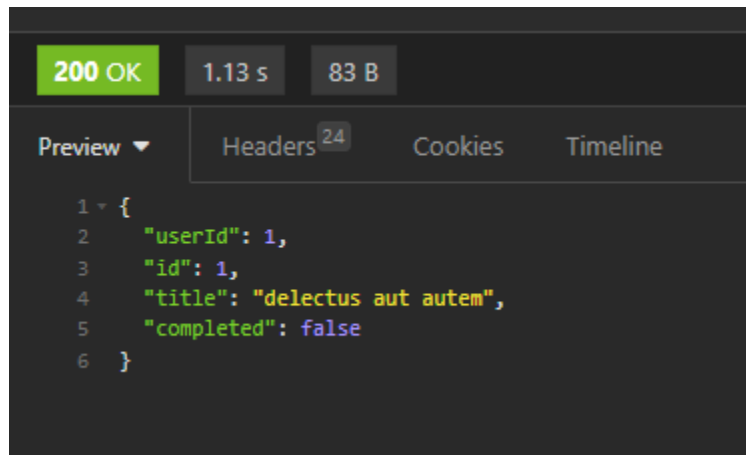 200 OK 1.13 s 83 B
Preview Headers 24 Cookies Timeline
1 {
2 "userId": 1,
3 "id": 1,
4 "title": "delectus aut autem",
5 "completed": false
6 }